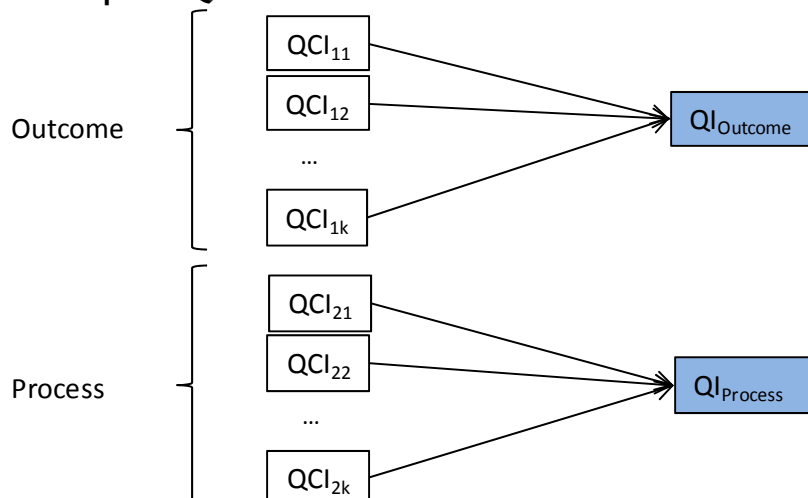 QCI11
QCI12
Outcome
QIOutcome
...
QCI1k
QCI21
QCI22
Process
QIProcess
...
QCI2k